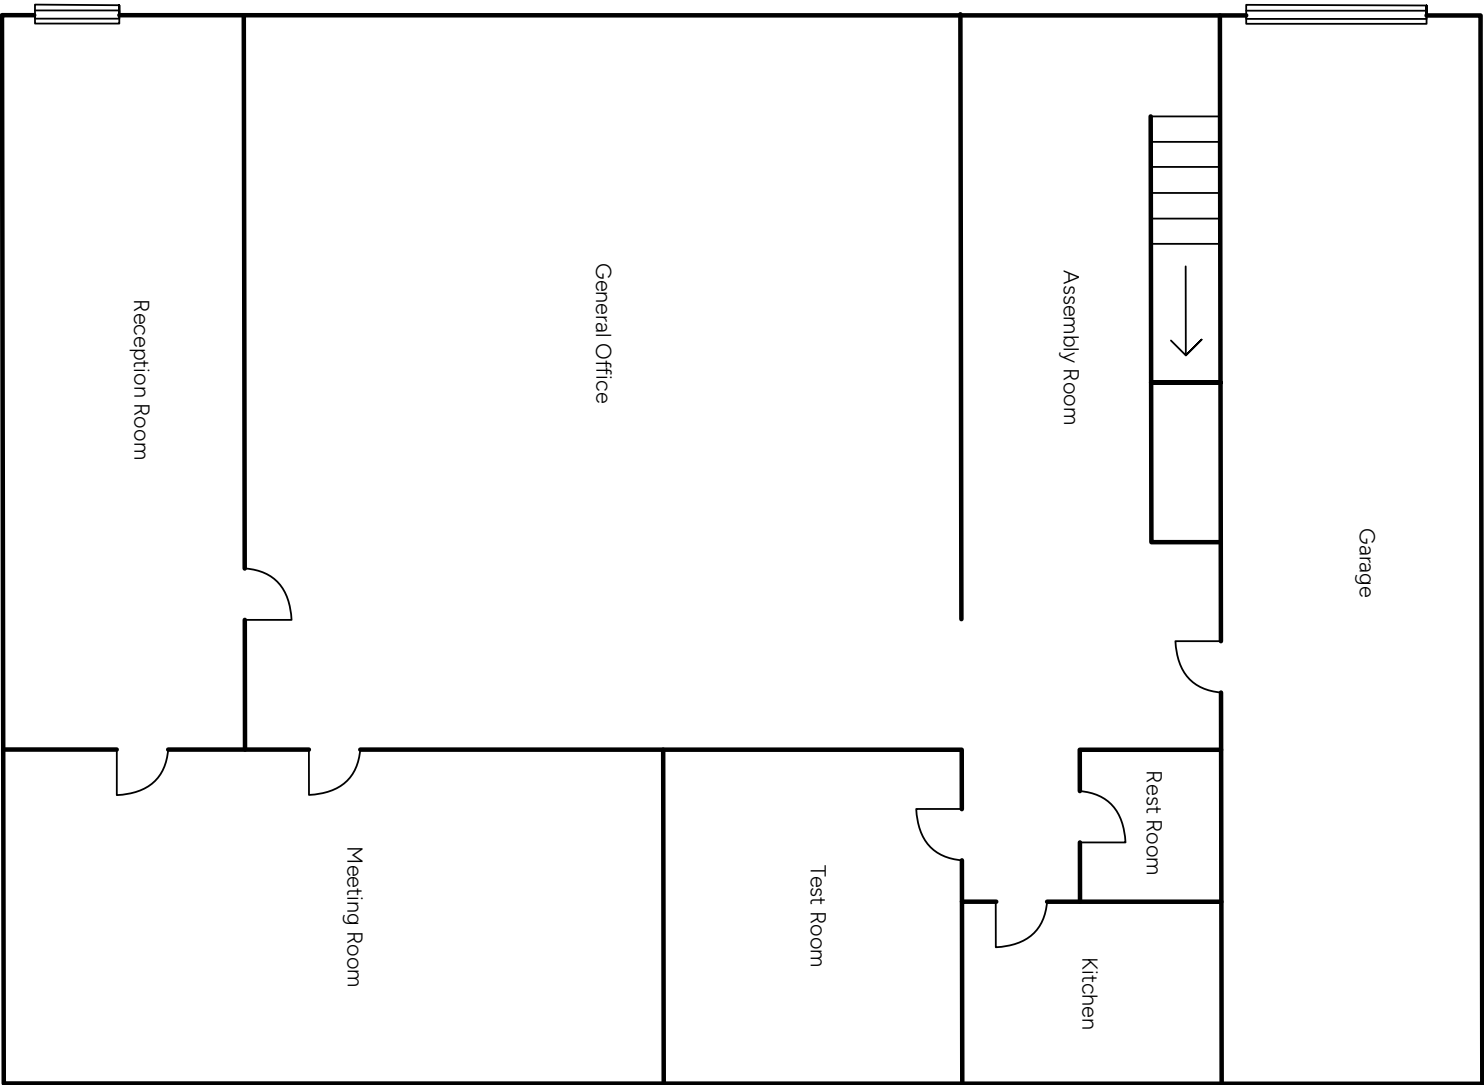 Reception Room
General Office
Assembly Room
Garage
Meeting Room
Test Room
Rest Room
Kitchen